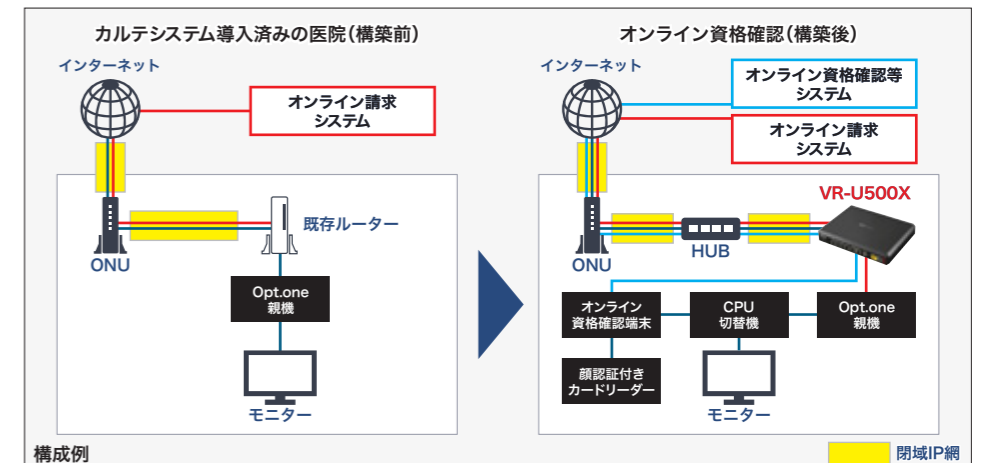 カルテシステム導入済みの医院(構築前)
インターネット
オンライン請求
システム
ONU
既存ルーター
Opt.one
親機
モニター
オンライン資格確認(構築後)
インターネット
オンライン資格確認等
システム
オンライン請求
システム
VR-U500X
ONU
HUB
オンライン
資格確認端末
CPU
切替機
Opt.one
親機
顔認証付き
カードリーダー
モニター
構成例
閉域IP網